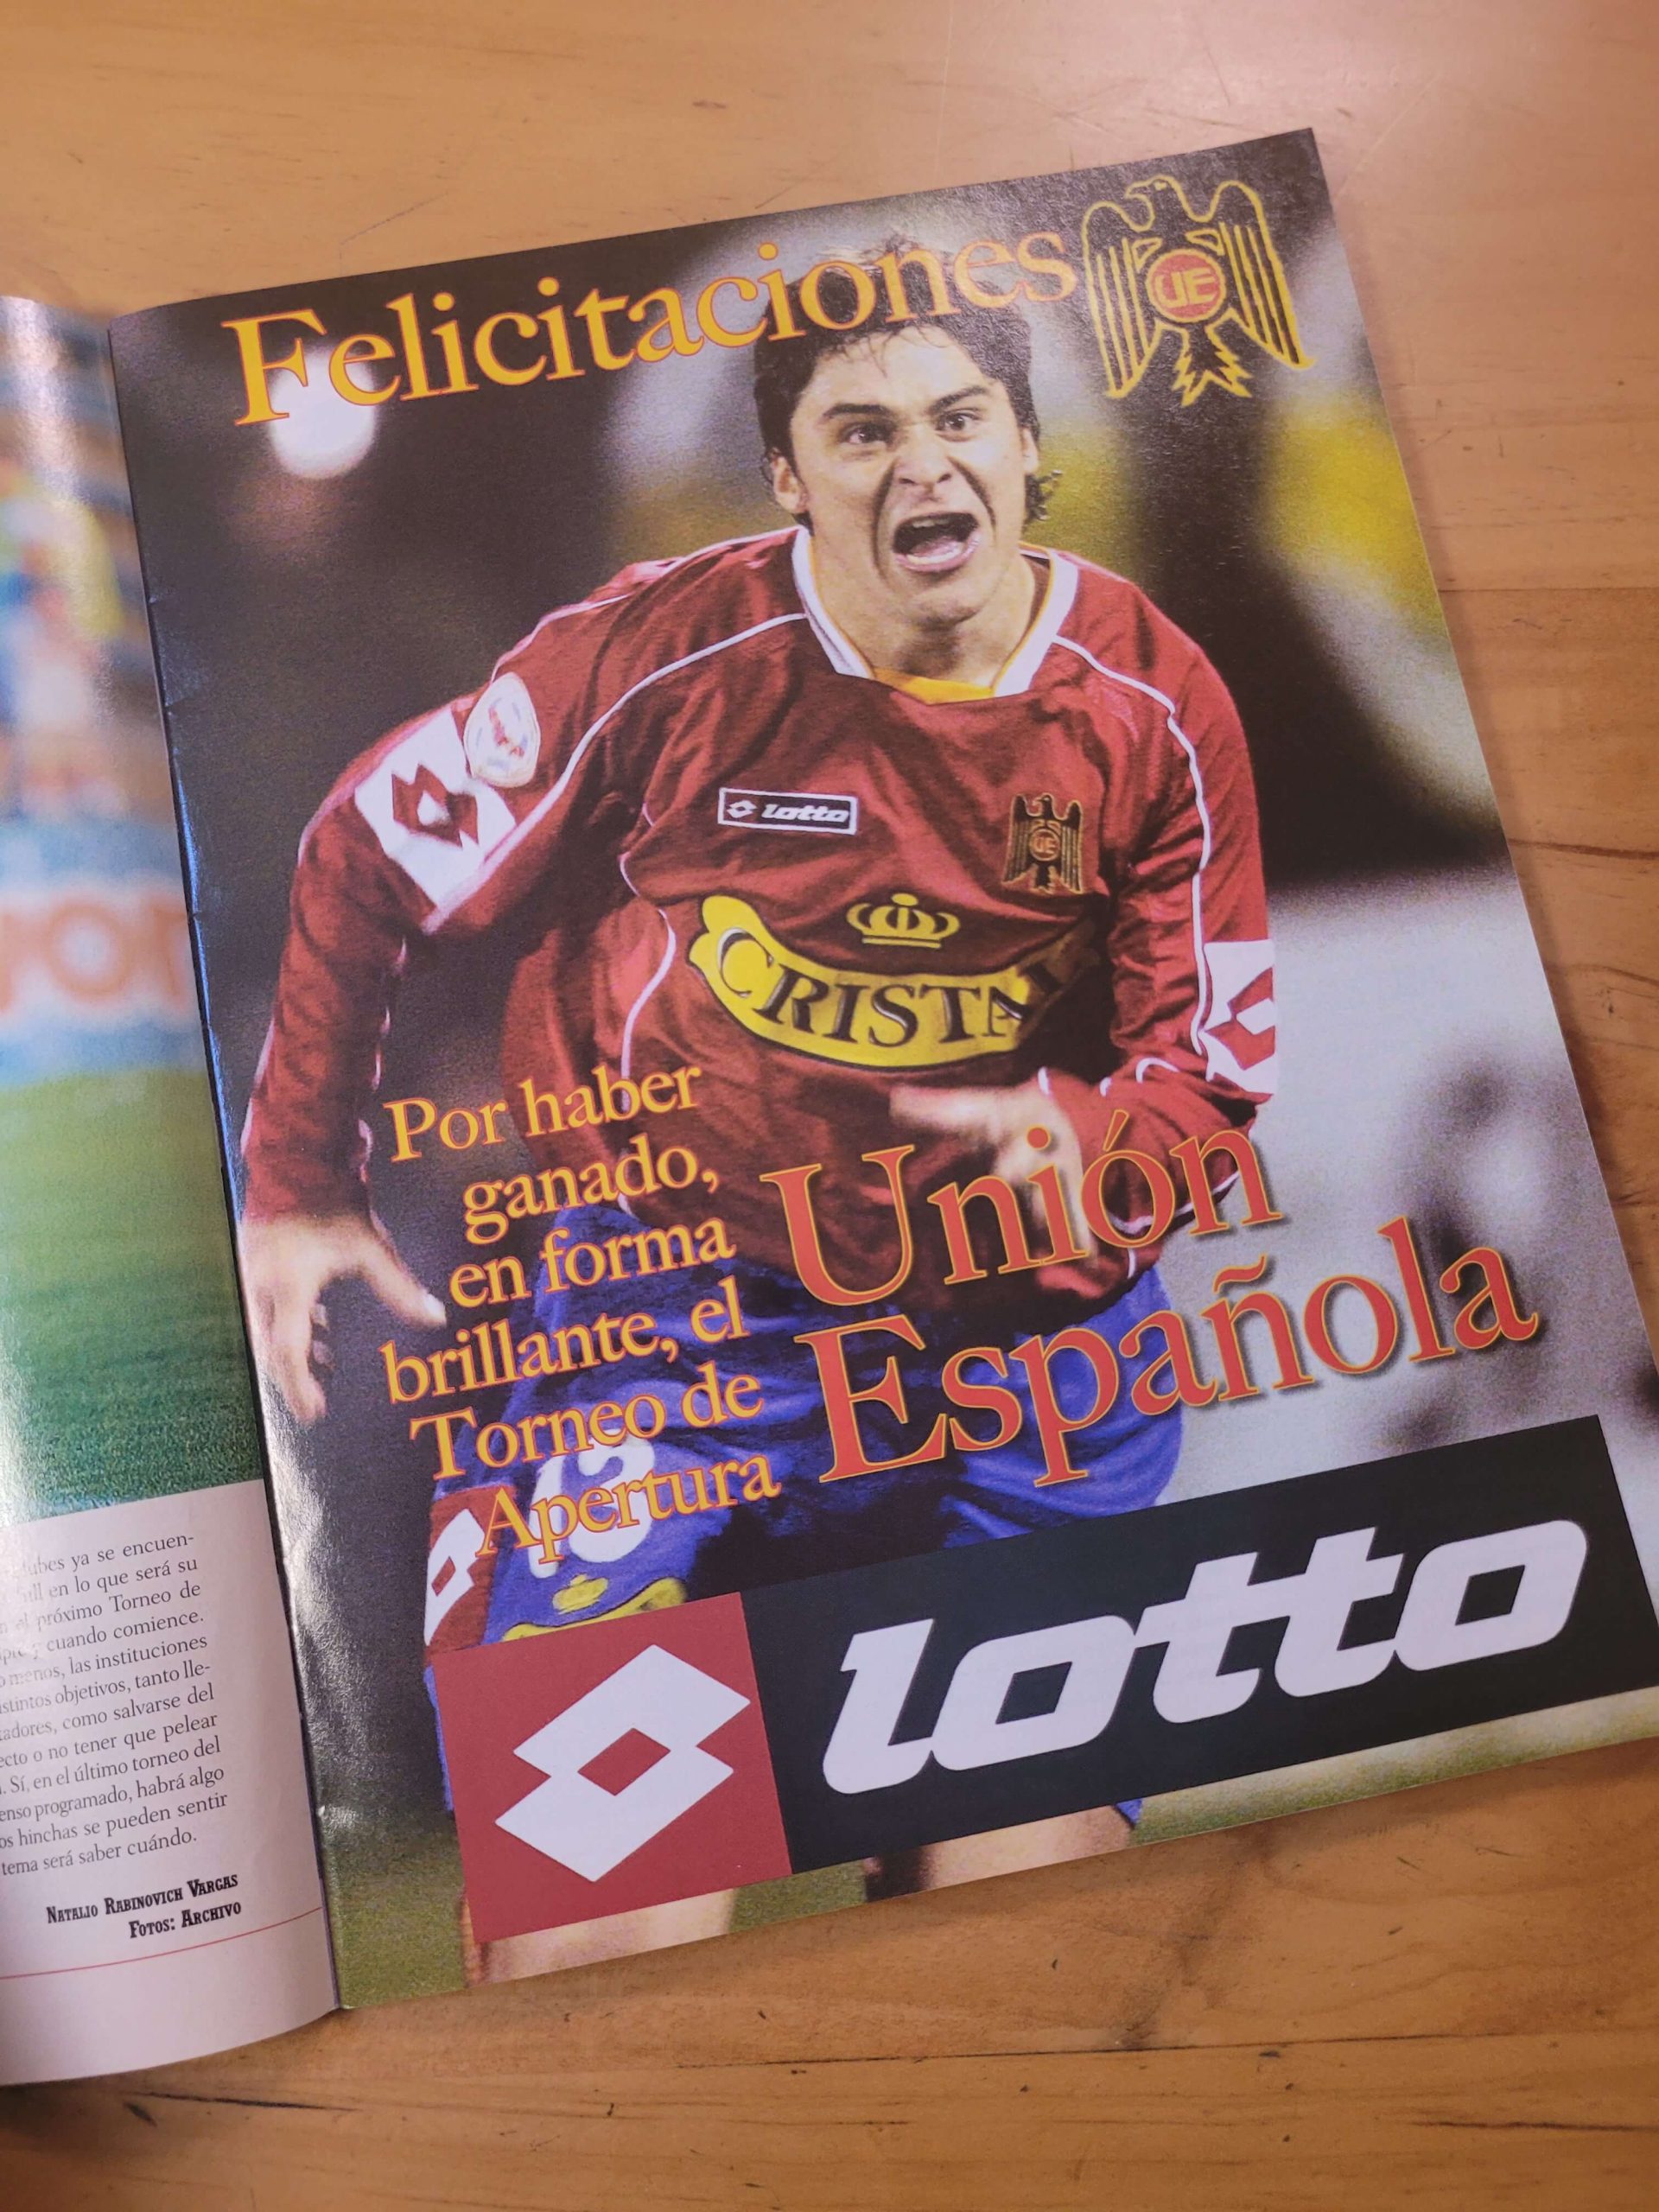 Felicitaciones
UE
lotto
UE
CRISTAL
Por haber
ganado,
en forma
brillante, el
Torneo de
Apertura
Unión
Española
13
lotto
ya se encuen-
en lo que será su
próximo Torneo de
cuando comience.
menos, las instituciones
objetivos, tanto lle-
como salvarse del
o no tener que pelear
Sí, en el último torneo del
programado, habrá algo
hinchas se pueden sentir
tema será saber cuándo.
Natalio Rabinovich Vargas
Fotos: Archivo